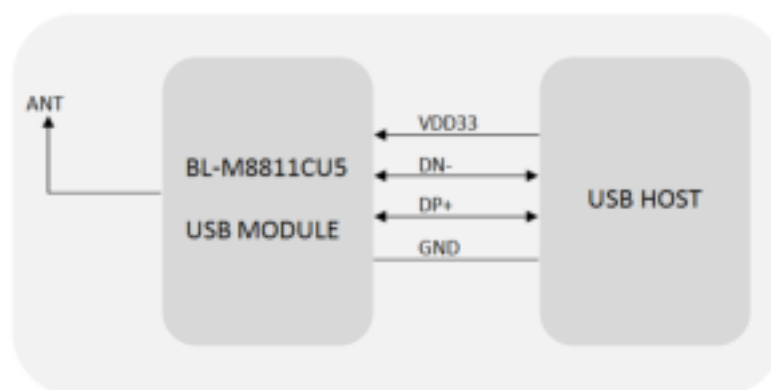 ANT
BL-M8811CU5
USB MODULE
VDD33
DN-
DP+
GND
USB HOST